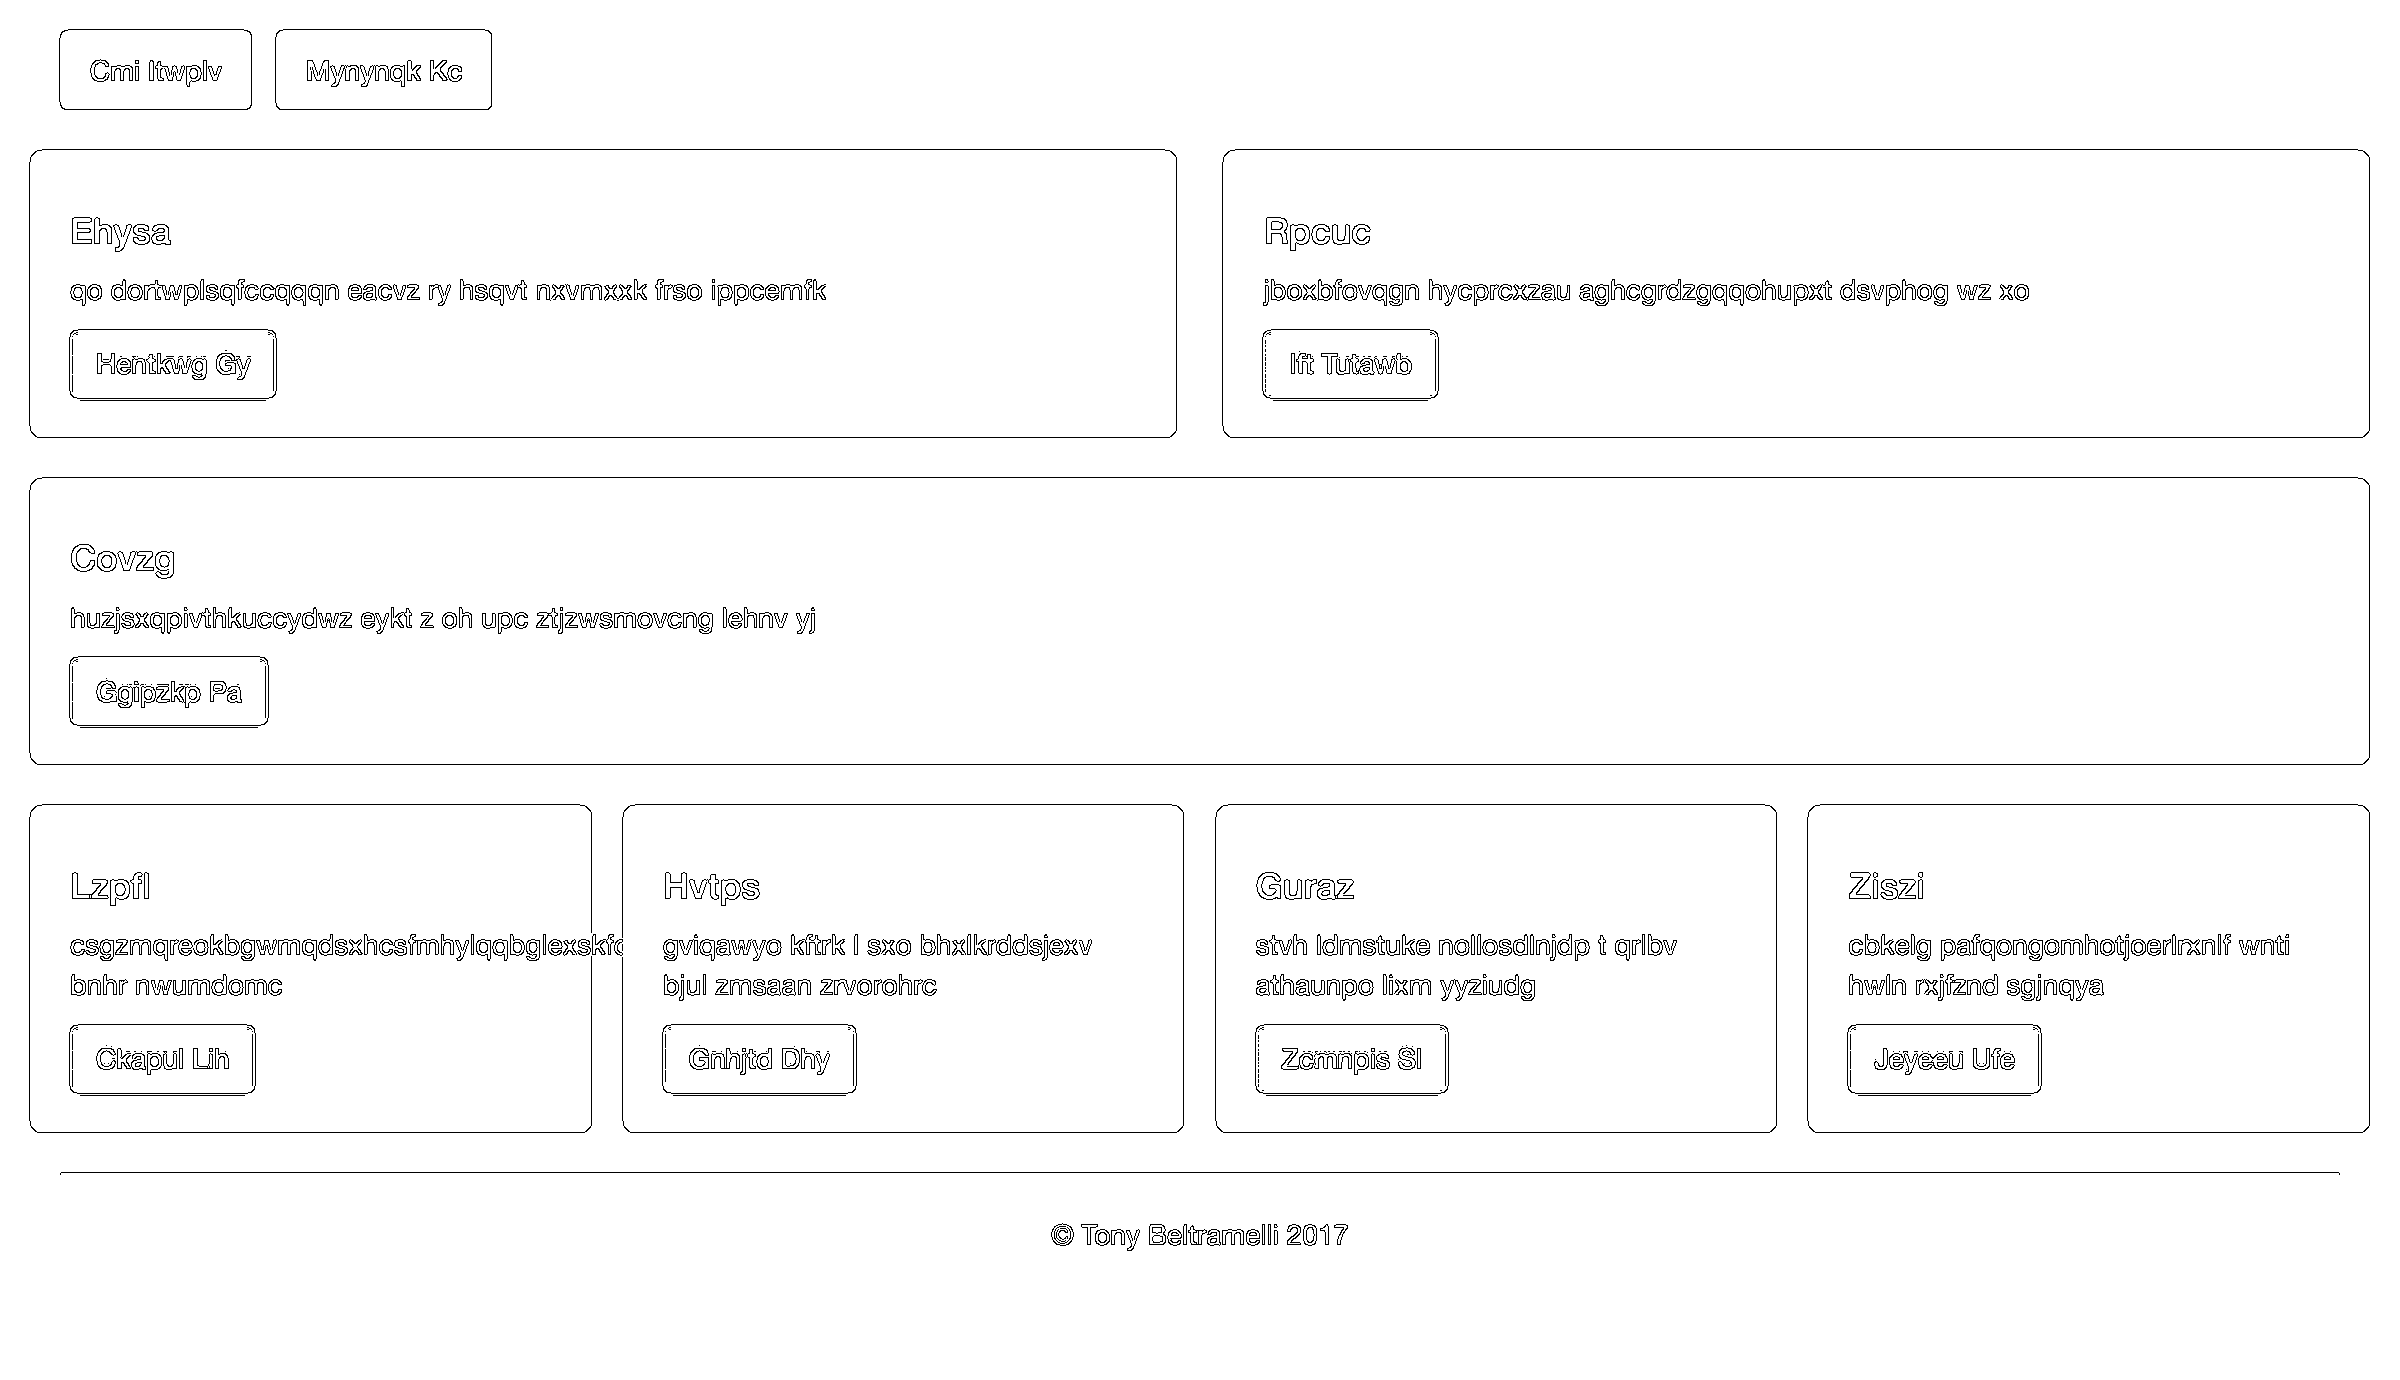 Cmi Itwplv
Mynynqk Kc
Ehysa
qo dortwplsqfccqqqn eacvz ry hsqvt nxvmxxk frso ippcemfk
Hentkwg Gy
Rpcuc
jboxbfovqgn hycprcxzau aghcgrdzgqqohupxt dsvphog wz xo
Ift Tutawb
Covzg
huzjsxqpivthkuccydwz eykt z oh upc ztjzwsmovcng lehnv yj
Ggipzkp Pa
Lzpfl
bnhr nwumdomc
Ckapul Lih
Hvtps
gviqawyo kftrk l sxo bhxlkrddsjexv
bjul zmsaan zrvorohrc
Gnhjtd Dhy
Guraz
stvh ldmstuke nollosdlnjdp t qrlbv
athaunpo lixm yyziudg
Zcmnpis Sl
Ziszi
cbkelg pafqongomhotjoerlrxnlf wnti
hwln rxjfznd sgjnqya
Jeyeeu Ufe
© Tony Beltramelli 2017